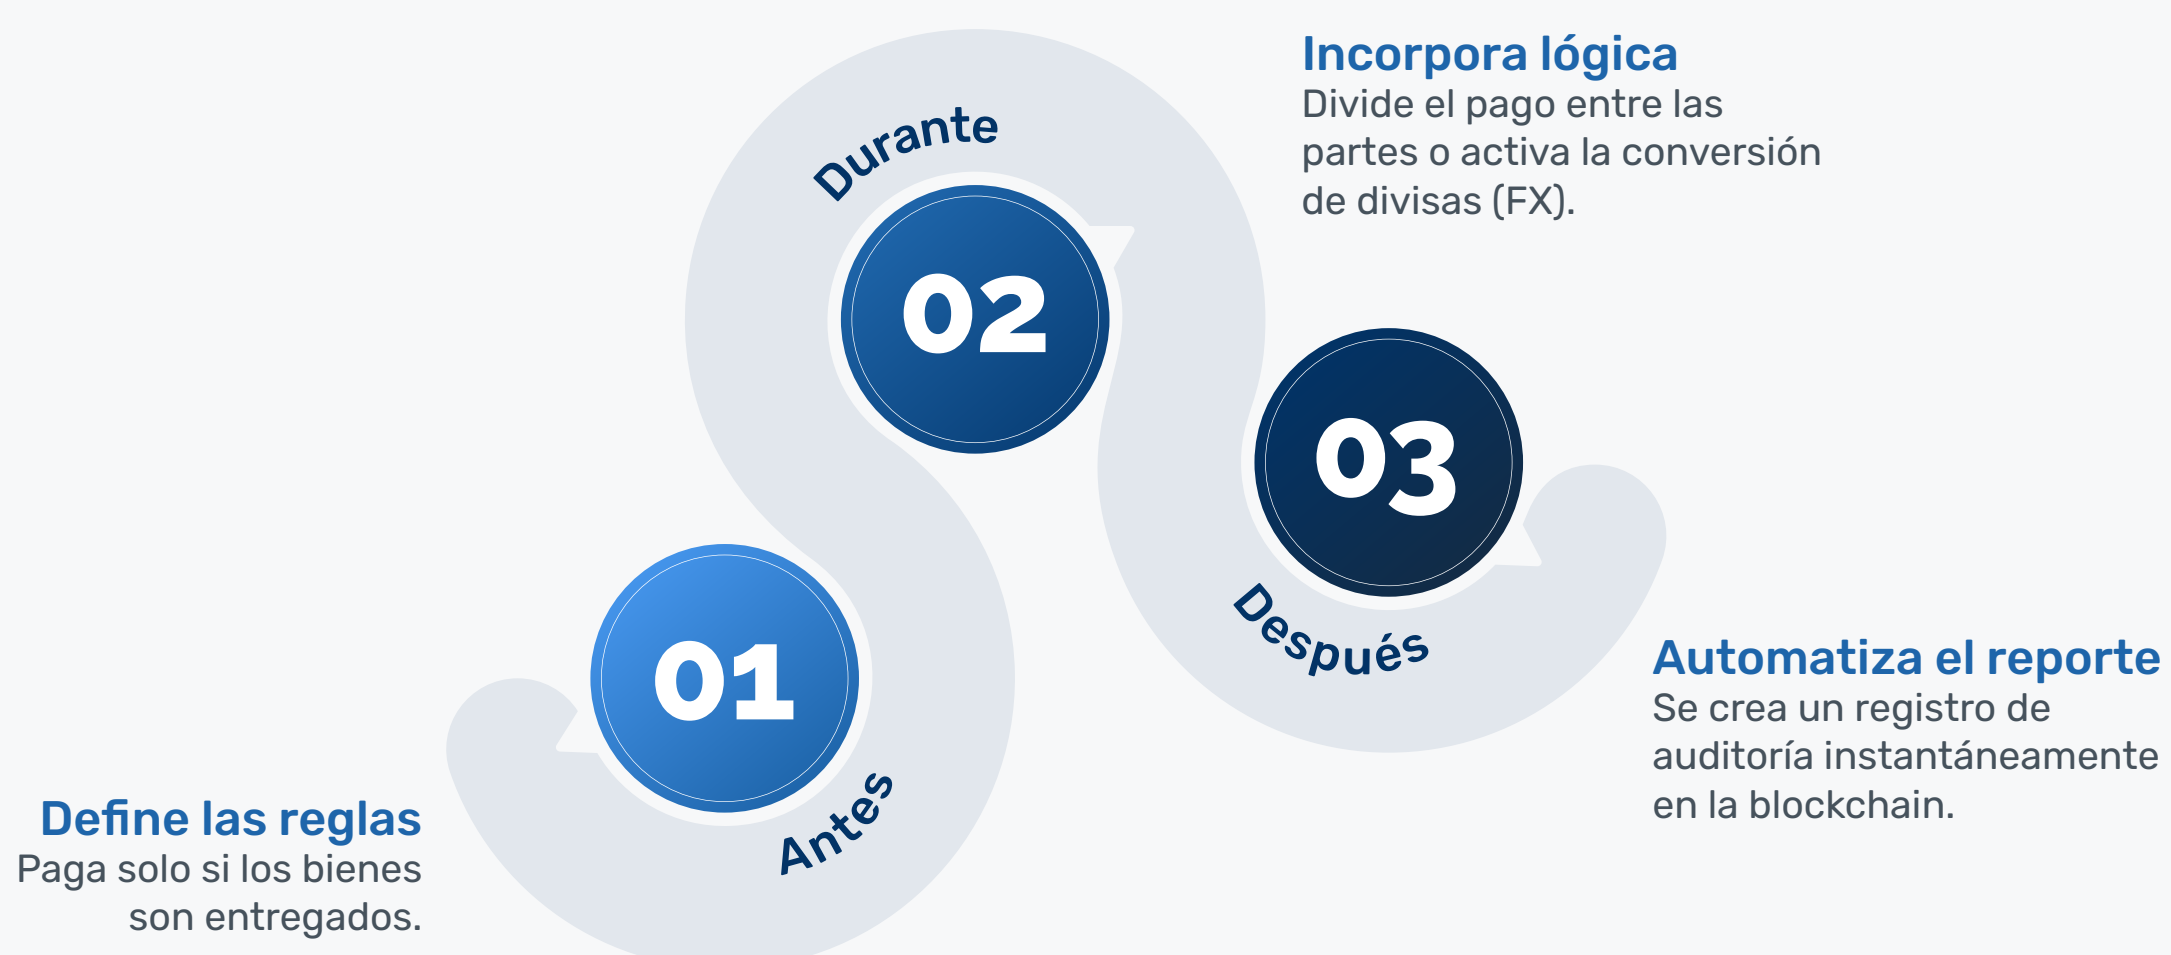 01
Antes
Define las reglas
Paga solo si los bienes
son entregados.
02
Durante
Incorpora lógica
Divide el pago entre las
partes o activa la conversión
de divisas (FX).
03
Después
Automatiza el reporte
Se crea un registro de
auditoría instantáneamente
en la blockchain.